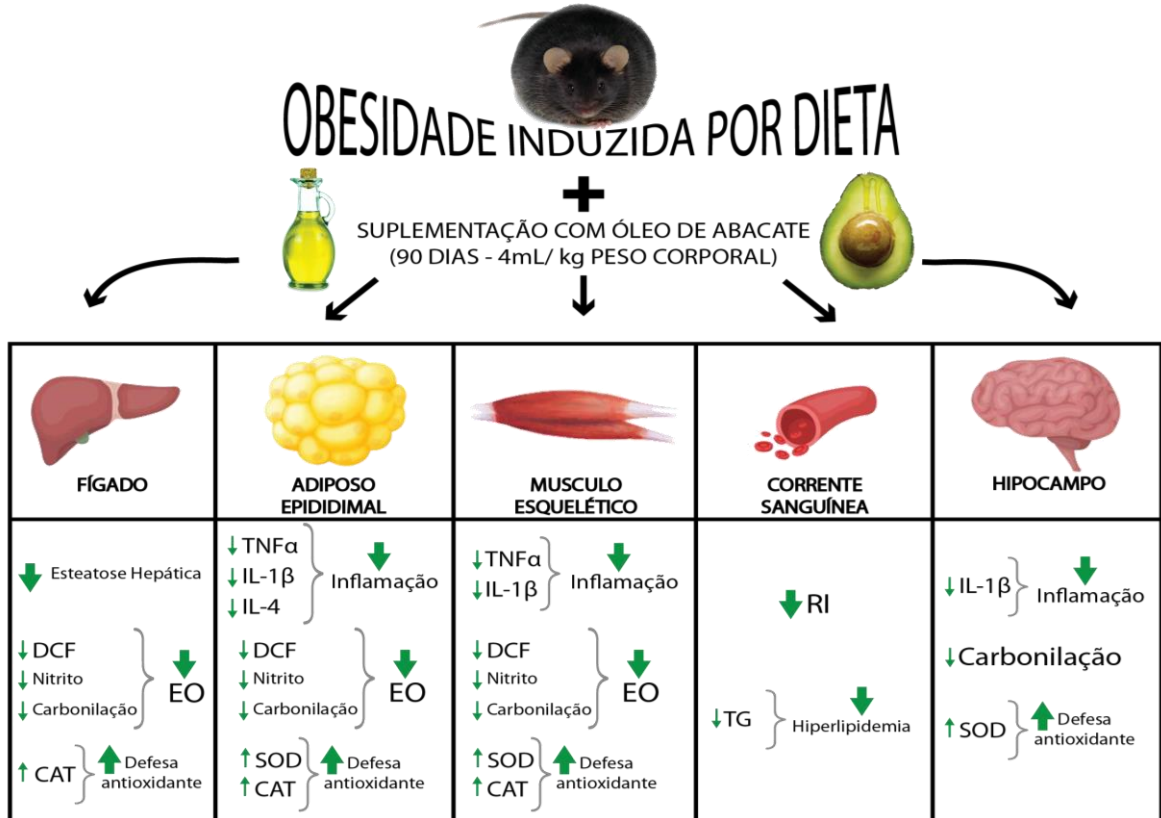 OBESIDADE INDUZIDA POR DIETA
+
SUPLEMENTAÇÃO COM ÓLEO DE ABACATE
(90 DIAS - 4mL/ kg PESO CORPORAL)
FÍGADO
↓ Esteatose Hepática
↓ DCF
↓ Nitrito
↓ Carbonilação
↓ EO
↑ CAT
↑ Defesa
antioxidante
ADIPOSO
EPIDIDIMAL
↓ TNFα
↓ IL-1β
↓ IL-4
↓ Inflamação
↓ DCF
↓ Nitrito
↓ Carbonilação
↓ EO
↑ SOD
↑ CAT
↑ Defesa
antioxidante
MUSCULO
ESQUELÉTICO
↓ TNFα
↓ IL-1β
↓ Inflamação
↓ DCF
↓ Nitrito
↓ Carbonilação
↓ EO
↑ SOD
↑ CAT
↑ Defesa
antioxidante
CORRENTE
SANGUÍNEA
↓ RI
↓ TG
↓ Hiperlipidemia
HIPOCAMPO
↓ IL-1β
↓ Inflamação
↓ Carbonilação
↑ SOD
↑ Defesa
antioxidante